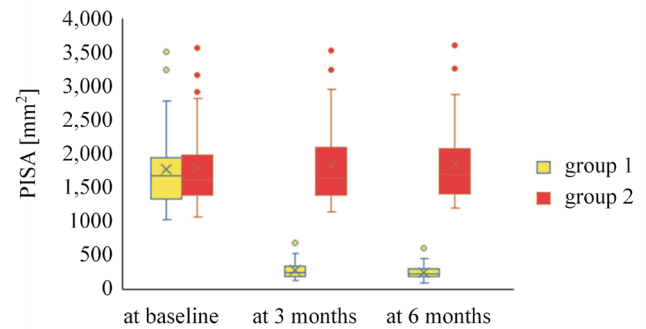 4,000
3,500
3,000
2,500
2,000
1,500
1000
500
0
PISA [mm²]
at baseline
at 3 months
at 6 months
group 1
group 2